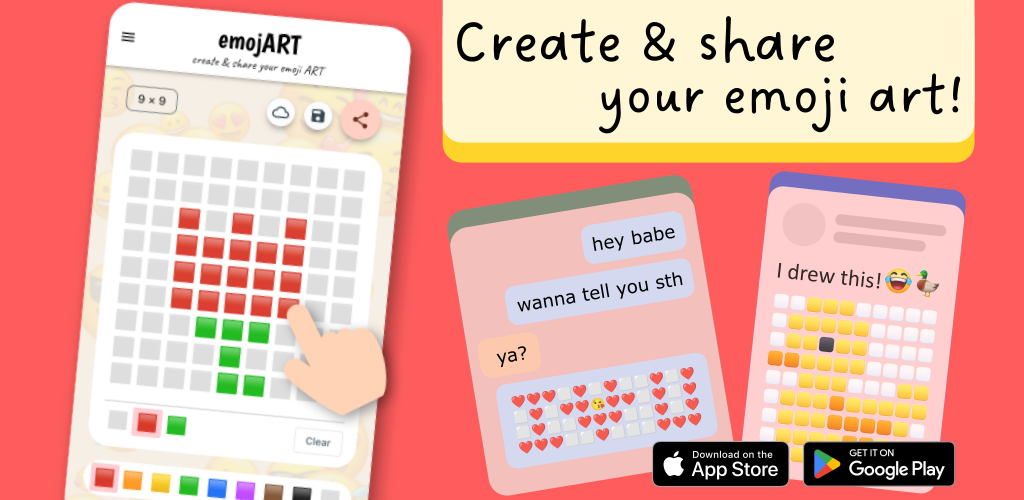 emojART
create & share your emoji ART
9 × 9
Clear
Create & share
your emoji art!
hey babe
wanna tell you sth
ya?
I drew this!😂🦆
Download on the
App Store
GET IT ON
Google Play